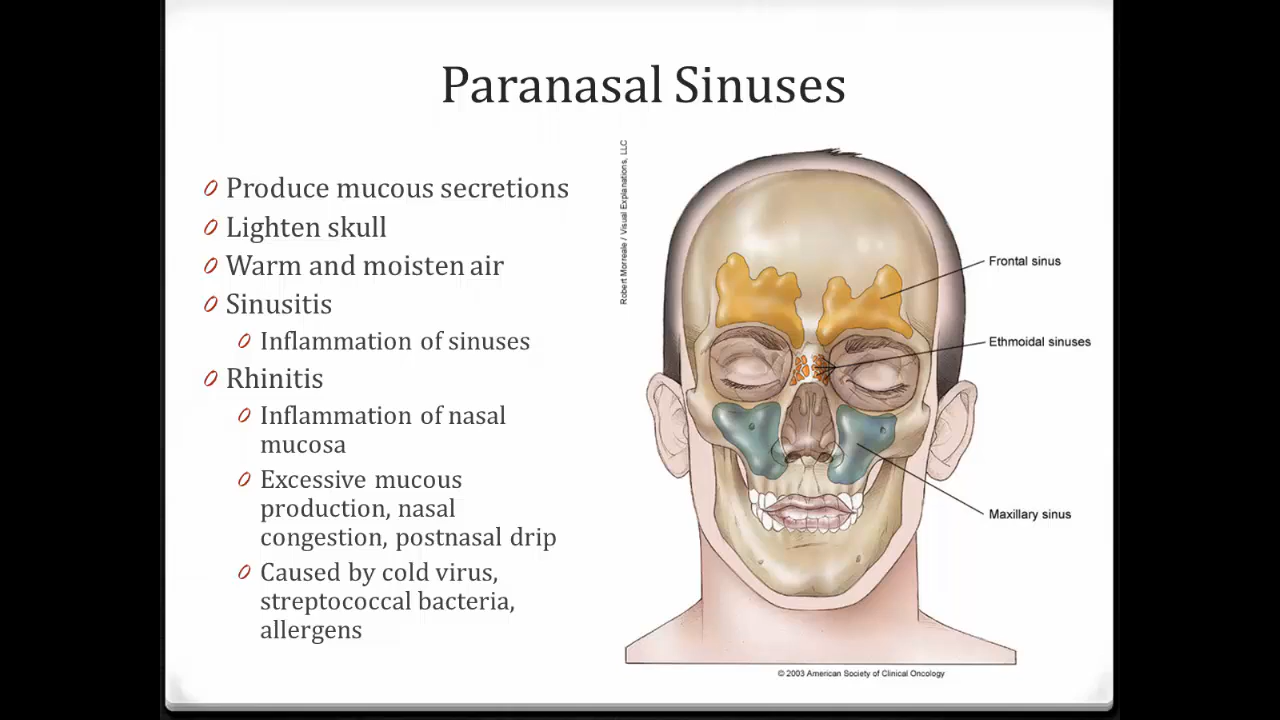 Paranasal Sinuses
Produce mucous secretions
Lighten skull
Warm and moisten air
Sinusitis
Inflammation of sinuses
Rhinitis
Inflammation of nasal
mucosa
Excessive mucous
production, nasal
congestion, postnasal drip
Caused by cold virus,
streptococcal bacteria,
allergens
Robert Morreale / Visual Explanations, LLC
Frontal sinus
Ethmoidal sinuses
Maxillary sinus
© 2003 American Society of Clinical Oncology